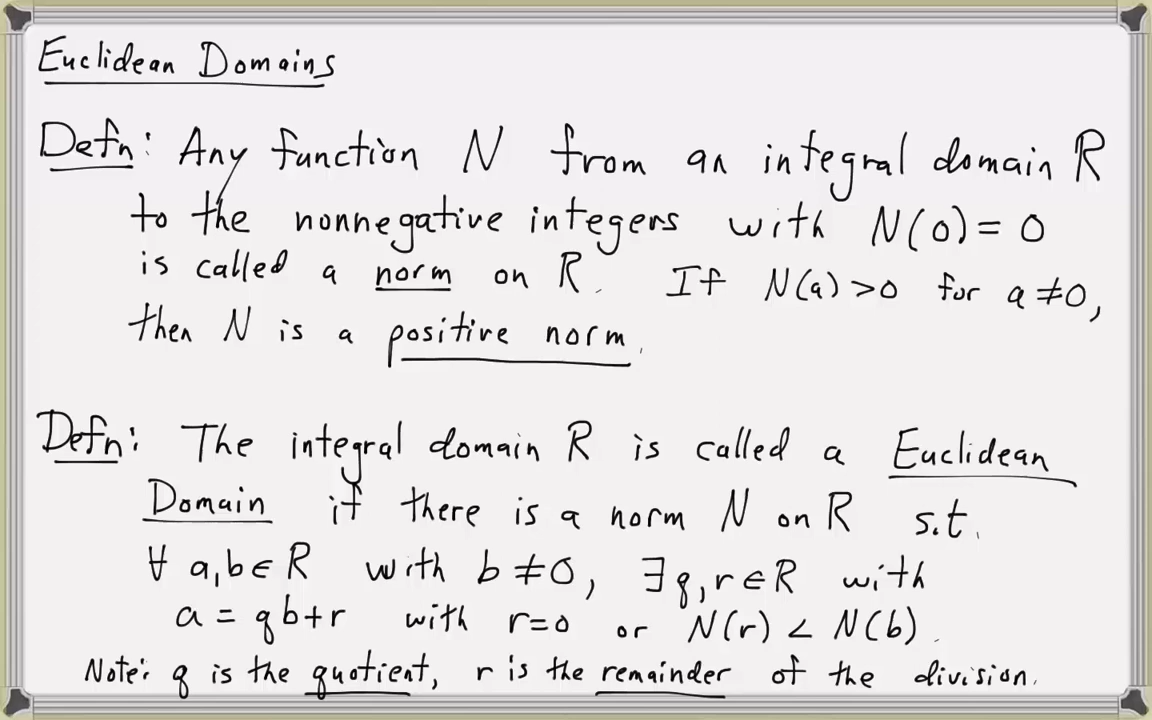 Euclidean Domains
Defn: Any function N from an integral domain R
to the nonnegative integers with N(0) = 0
is called a norm on R. If N(a) > 0 for a ≠ 0,
then N is a positive norm.
Defn: The integral domain R is called a Euclidean
Domain if there is a norm N on R s.t.
∀ a,b ∈ R with b ≠ 0, ∃ q,r ∈ R with
a = qb + r with r = 0 or N(r) < N(b).
Note: q is the quotient, r is the remainder of the division.